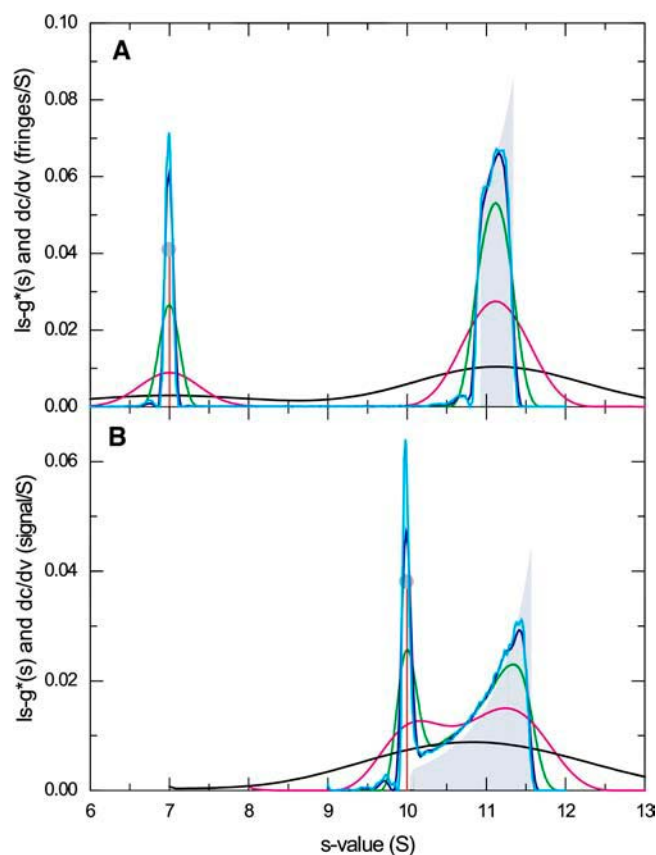 0.10
A
0.08
0.06
0.04
0.02
0.00
ls-g*(s) and dc/dv (fringes/S)
B
0.06
0.04
0.02
0.00
ls-g*(s) and dc/dv (signal/S)
6 7 8 9 10 11 12 13
s-value (S)